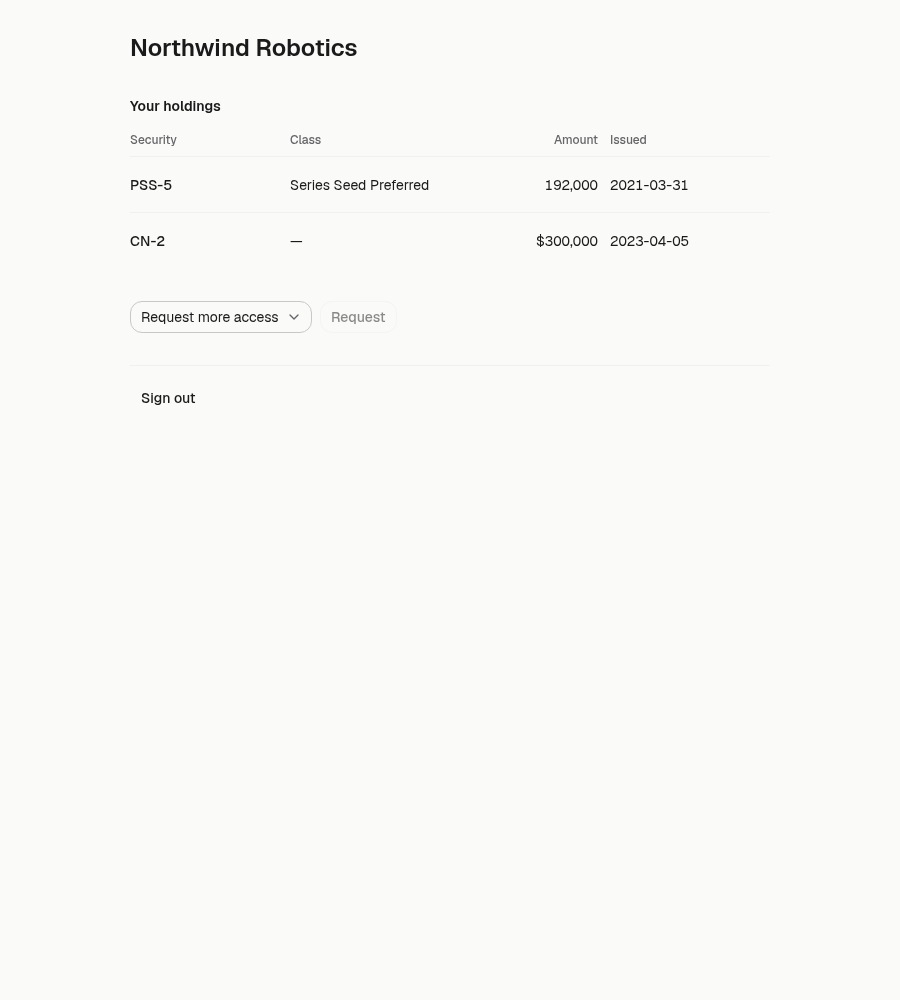 Northwind Robotics
Your holdings
Security Class Amount Issued
PSS-5 Series Seed Preferred 192,000 2021-03-31
CN-2 — $300,000 2023-04-05
Request more access Request
Sign out